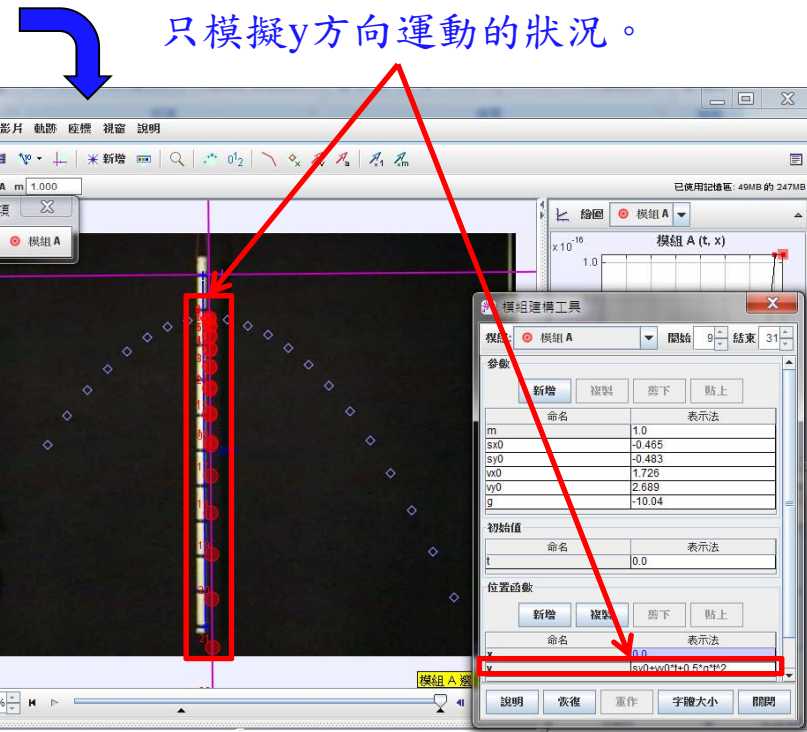 只模擬y方向運動的狀況。
影片 軌跡 座標 視窗 說明
新增
A m 1.000
已使用記憶區: 49MB 的 247MB
模組 A
繪圖 模組 A
模組 A (t, x)
x 10^-16
1.0
模組建構工具
模組: 模組 A 開始 9 結束 31
參數
新增 複製 剪下 貼上
命名 表示法
m 1.0
sx0 -0.465
sy0 -0.483
vx0 1.726
vy0 2.689
g -10.04
初始值
命名 表示法
t 0.0
位置函數
新增 複製 剪下 貼上
命名 表示法
x 0.0
y sy0+vy0*t+0.5*g*t^2
說明 恢復 重作 字體大小 關閉